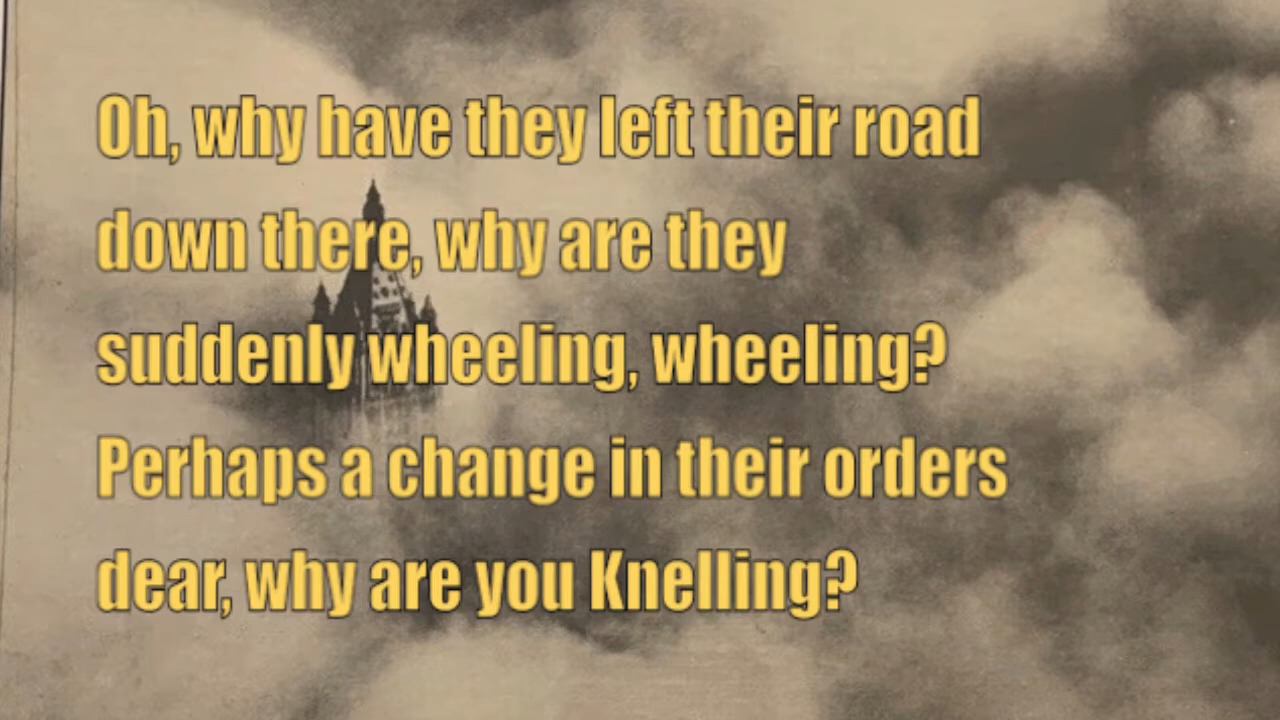 Oh, why have they left their road
down there, why are they
suddenly wheeling, wheeling?
Perhaps a change in their orders
dear, why are you Knelling?